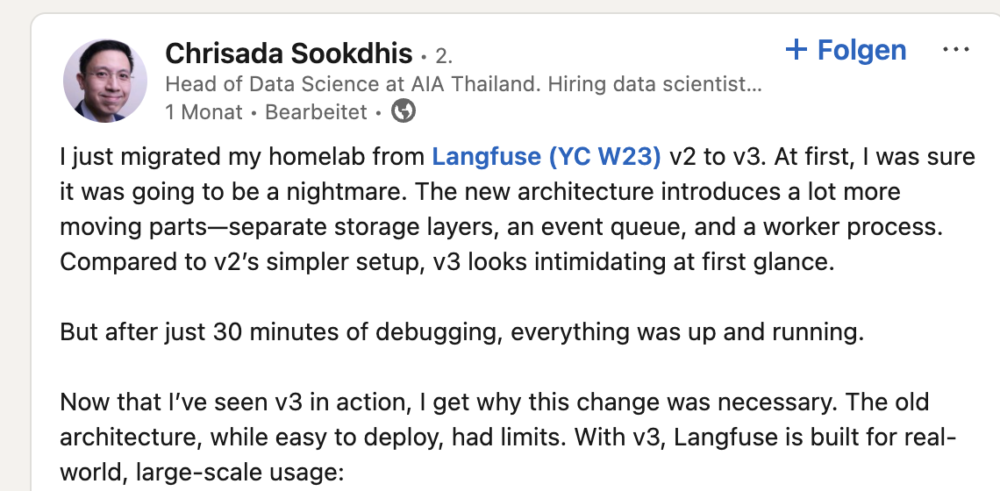 Chrisada Sookdhis · 2.
+ Folgen ...
Head of Data Science at AIA Thailand. Hiring data scientist...
1 Monat • Bearbeitet •
I just migrated my homelab from Langfuse (YC W23) v2 to v3. At first, I was sure
it was going to be a nightmare. The new architecture introduces a lot more
moving parts—separate storage layers, an event queue, and a worker process.
Compared to v2’s simpler setup, v3 looks intimidating at first glance.
But after just 30 minutes of debugging, everything was up and running.
Now that I’ve seen v3 in action, I get why this change was necessary. The old
architecture, while easy to deploy, had limits. With v3, Langfuse is built for real-
world, large-scale usage: